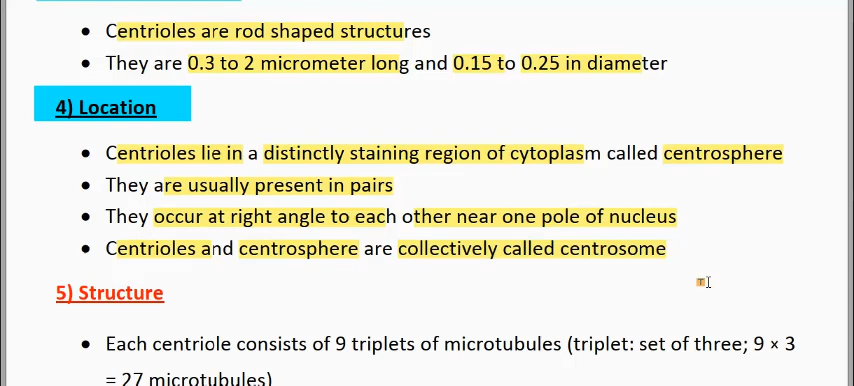 • Centrioles are rod shaped structures
• They are 0.3 to 2 micrometer long and 0.15 to 0.25 in diameter
4) Location
• Centrioles lie in a distinctly staining region of cytoplasm called centrosphere
• They are usually present in pairs
• They occur at right angle to each other near one pole of nucleus
• Centrioles and centrosphere are collectively called centrosome
5) Structure
• Each centriole consists of 9 triplets of microtubules (triplet: set of three; 9 × 3
= 27 microtubules)